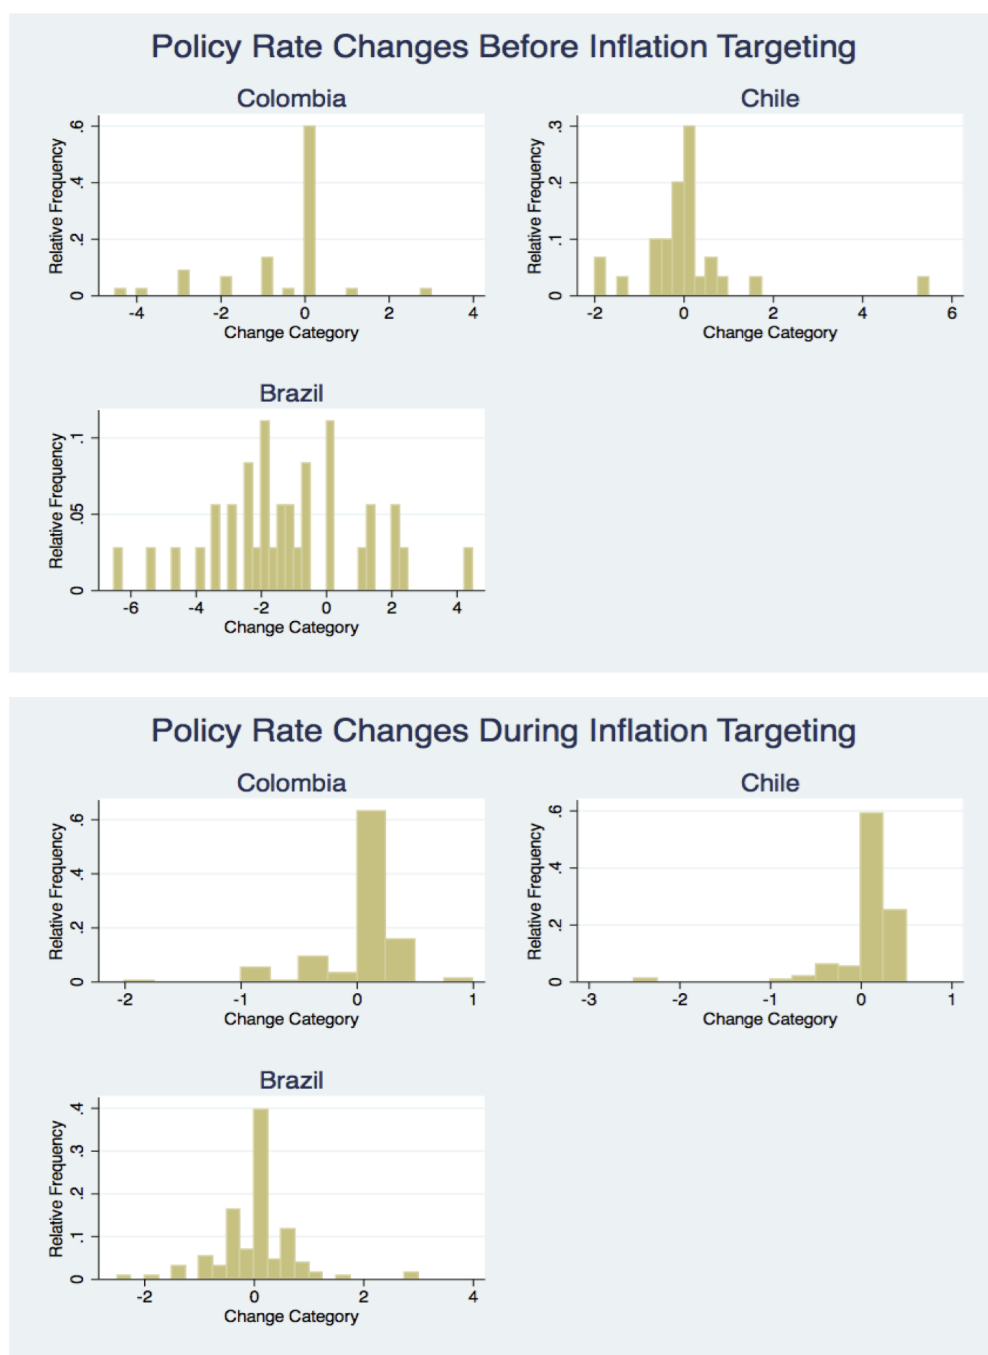 Policy Rate Changes Before Inflation Targeting
Colombia
Relative Frequency
0 .2 .4 .6
-4 -2 0 2 4
Change Category
Chile
Relative Frequency
0 .1 .2 .3
-2 0 2 4 6
Change Category
Brazil
Relative Frequency
0 .05 .1
-6 -4 -2 0 2 4
Change Category
Policy Rate Changes During Inflation Targeting
Colombia
Relative Frequency
0 .2 .4 .6
-2 -1 0 1
Change Category
Chile
Relative Frequency
0 .2 .4 .6
-3 -2 -1 0 1
Change Category
Brazil
Relative Frequency
0 .1 .2 .3 .4
-2 0 2 4
Change Category